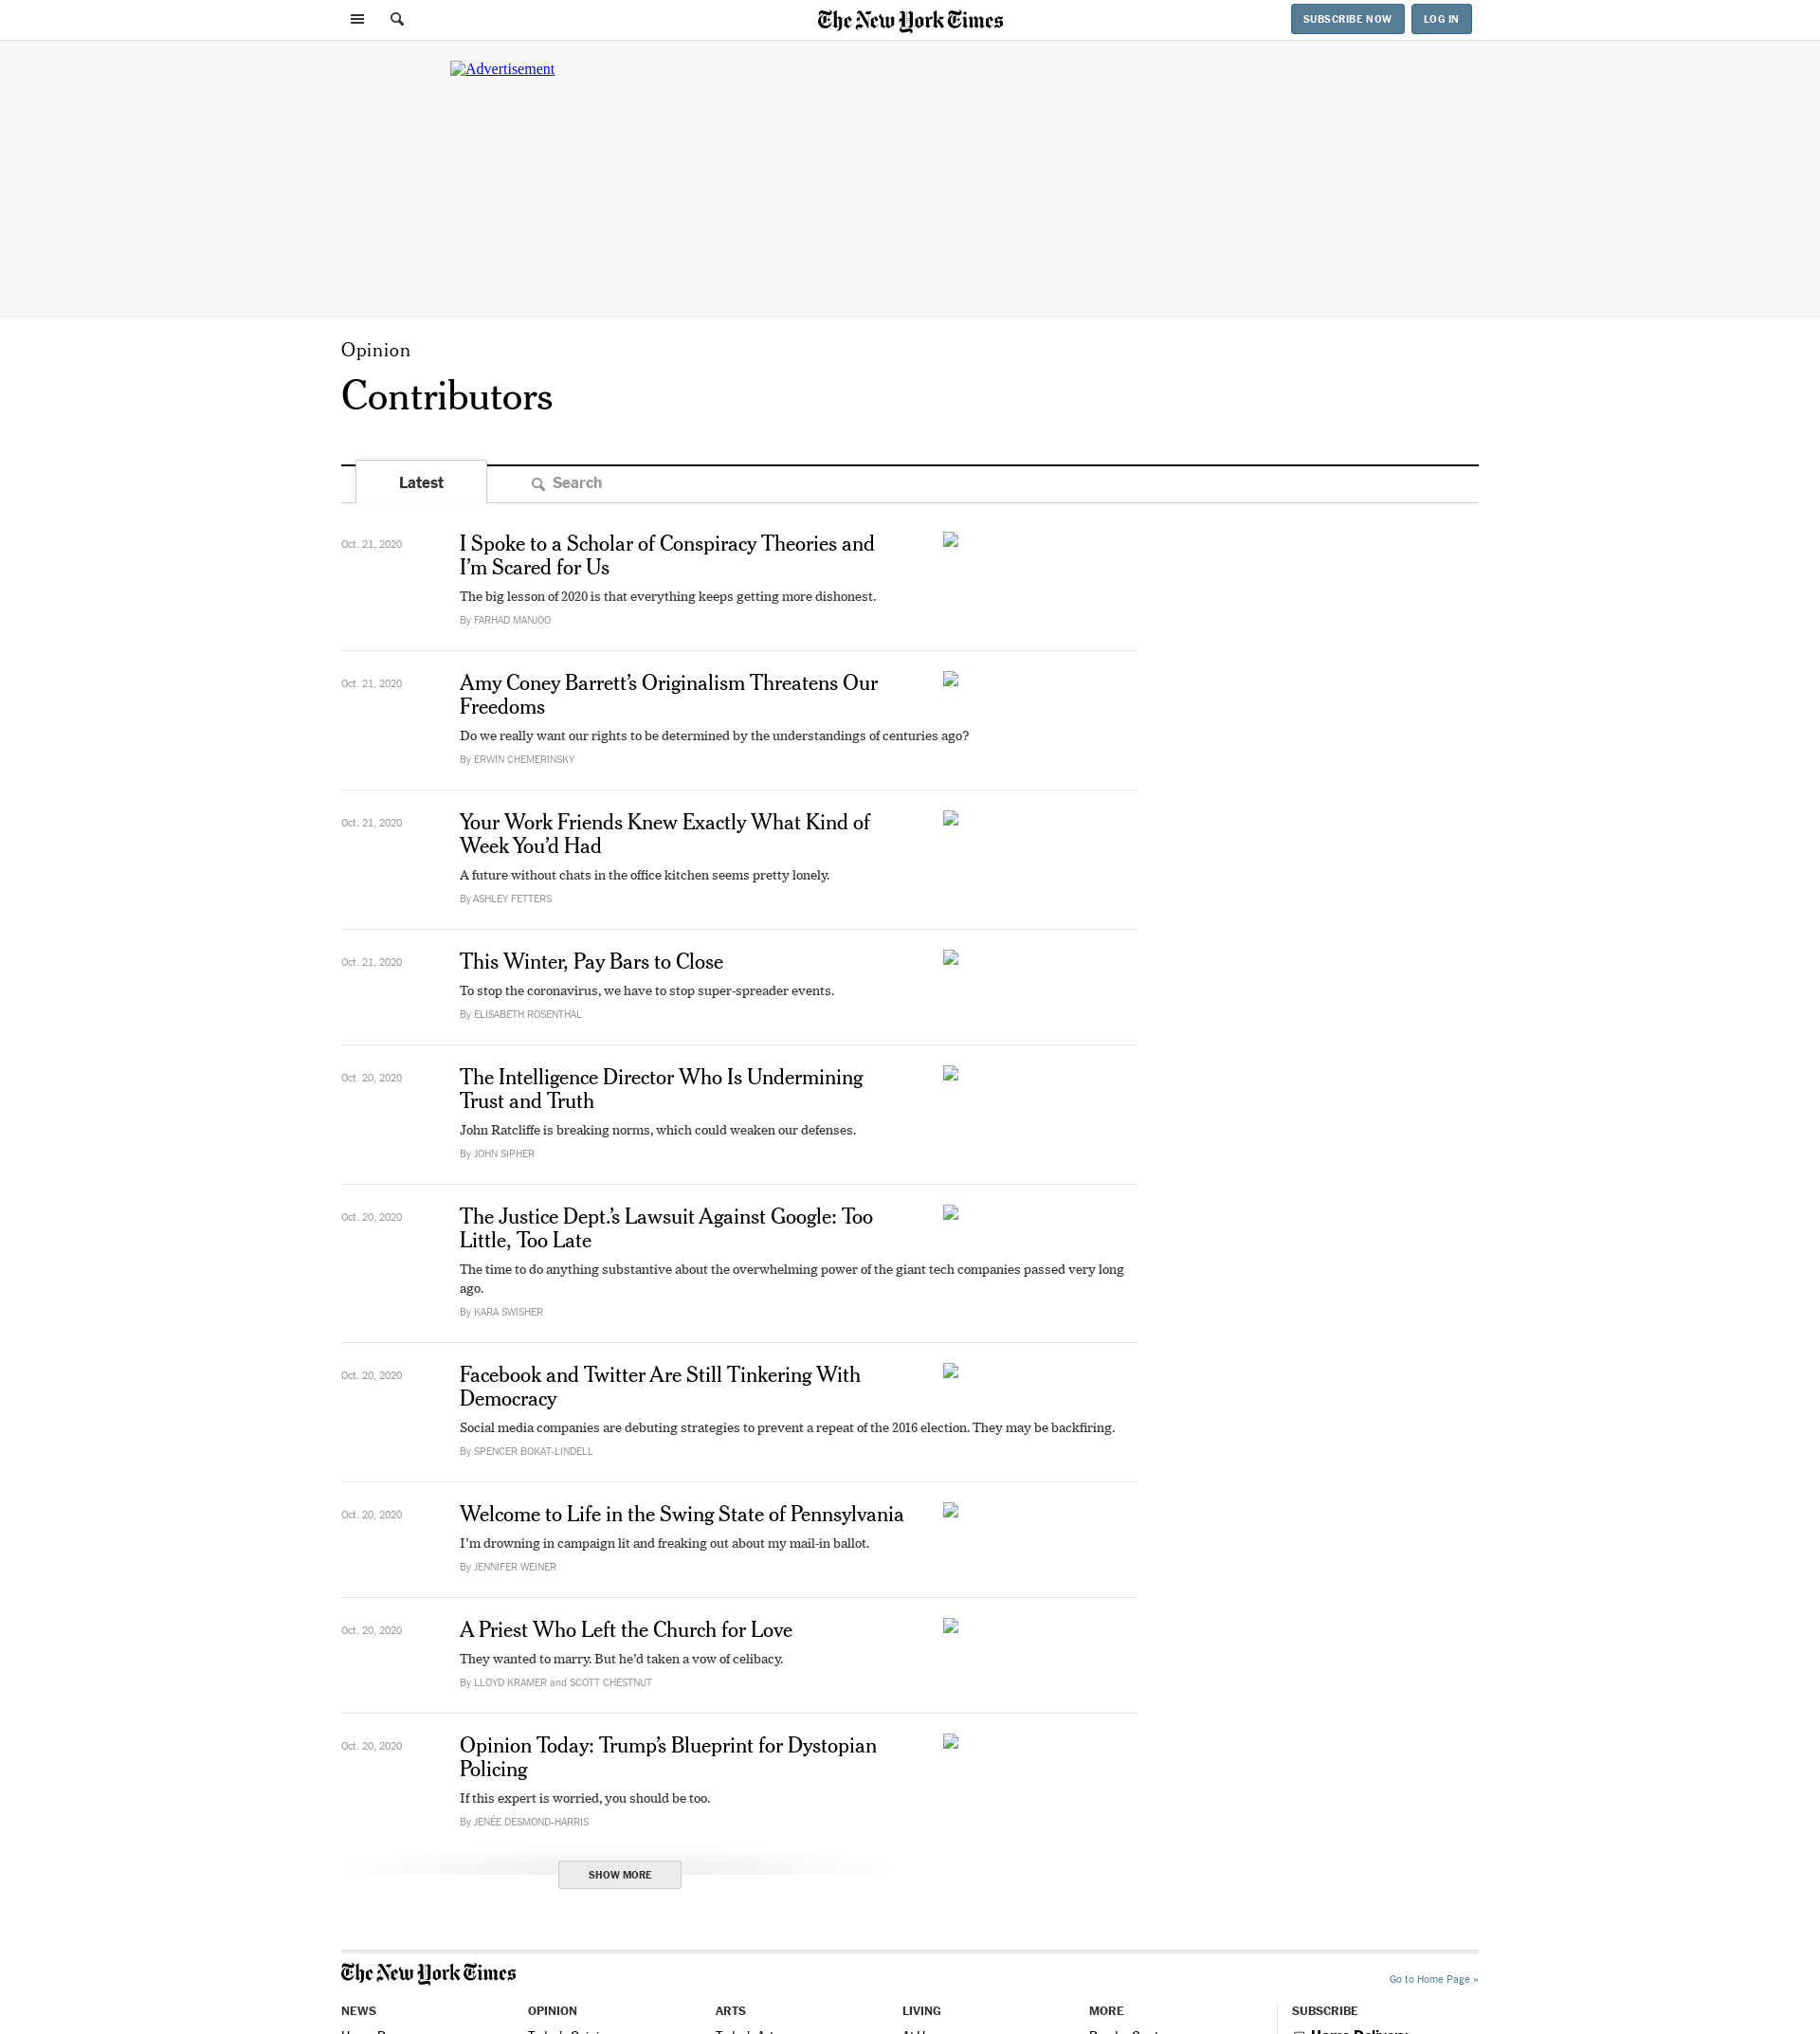 The New York Times
SUBSCRIBE NOW
LOG IN
Advertisement
Opinion
Contributors
Latest
Search
Oct. 21, 2020
I Spoke to a Scholar of Conspiracy Theories and
I’m Scared for Us
The big lesson of 2020 is that everything keeps getting more dishonest.
By FARHAD MANJOO
Oct. 21, 2020
Amy Coney Barrett’s Originalism Threatens Our
Freedoms
Do we really want our rights to be determined by the understandings of centuries ago?
By ERWIN CHEMERINSKY
Oct. 21, 2020
Your Work Friends Knew Exactly What Kind of
Week You’d Had
A future without chats in the office kitchen seems pretty lonely.
By ASHLEY FETTERS
Oct. 21, 2020
This Winter, Pay Bars to Close
To stop the coronavirus, we have to stop super-spreader events.
By ELISABETH ROSENTHAL
Oct. 20, 2020
The Intelligence Director Who Is Undermining
Trust and Truth
John Ratcliffe is breaking norms, which could weaken our defenses.
By JOHN SIPHER
Oct. 20, 2020
The Justice Dept.’s Lawsuit Against Google: Too
Little, Too Late
The time to do anything substantive about the overwhelming power of the giant tech companies passed very long
ago.
By KARA SWISHER
Oct. 20, 2020
Facebook and Twitter Are Still Tinkering With
Democracy
Social media companies are debuting strategies to prevent a repeat of the 2016 election. They may be backfiring.
By SPENCER BOKAT-LINDELL
Oct. 20, 2020
Welcome to Life in the Swing State of Pennsylvania
I’m drowning in campaign lit and freaking out about my mail-in ballot.
By JENNIFER WEINER
Oct. 20, 2020
A Priest Who Left the Church for Love
They wanted to marry. But he’d taken a vow of celibacy.
By LLOYD KRAMER and SCOTT CHESTNUT
Oct. 20, 2020
Opinion Today: Trump’s Blueprint for Dystopian
Policing
If this expert is worried, you should be too.
By JENÉE DESMOND-HARRIS
SHOW MORE
The New York Times
Go to Home Page »
NEWS
OPINION
ARTS
LIVING
MORE
SUBSCRIBE
Home Delivery